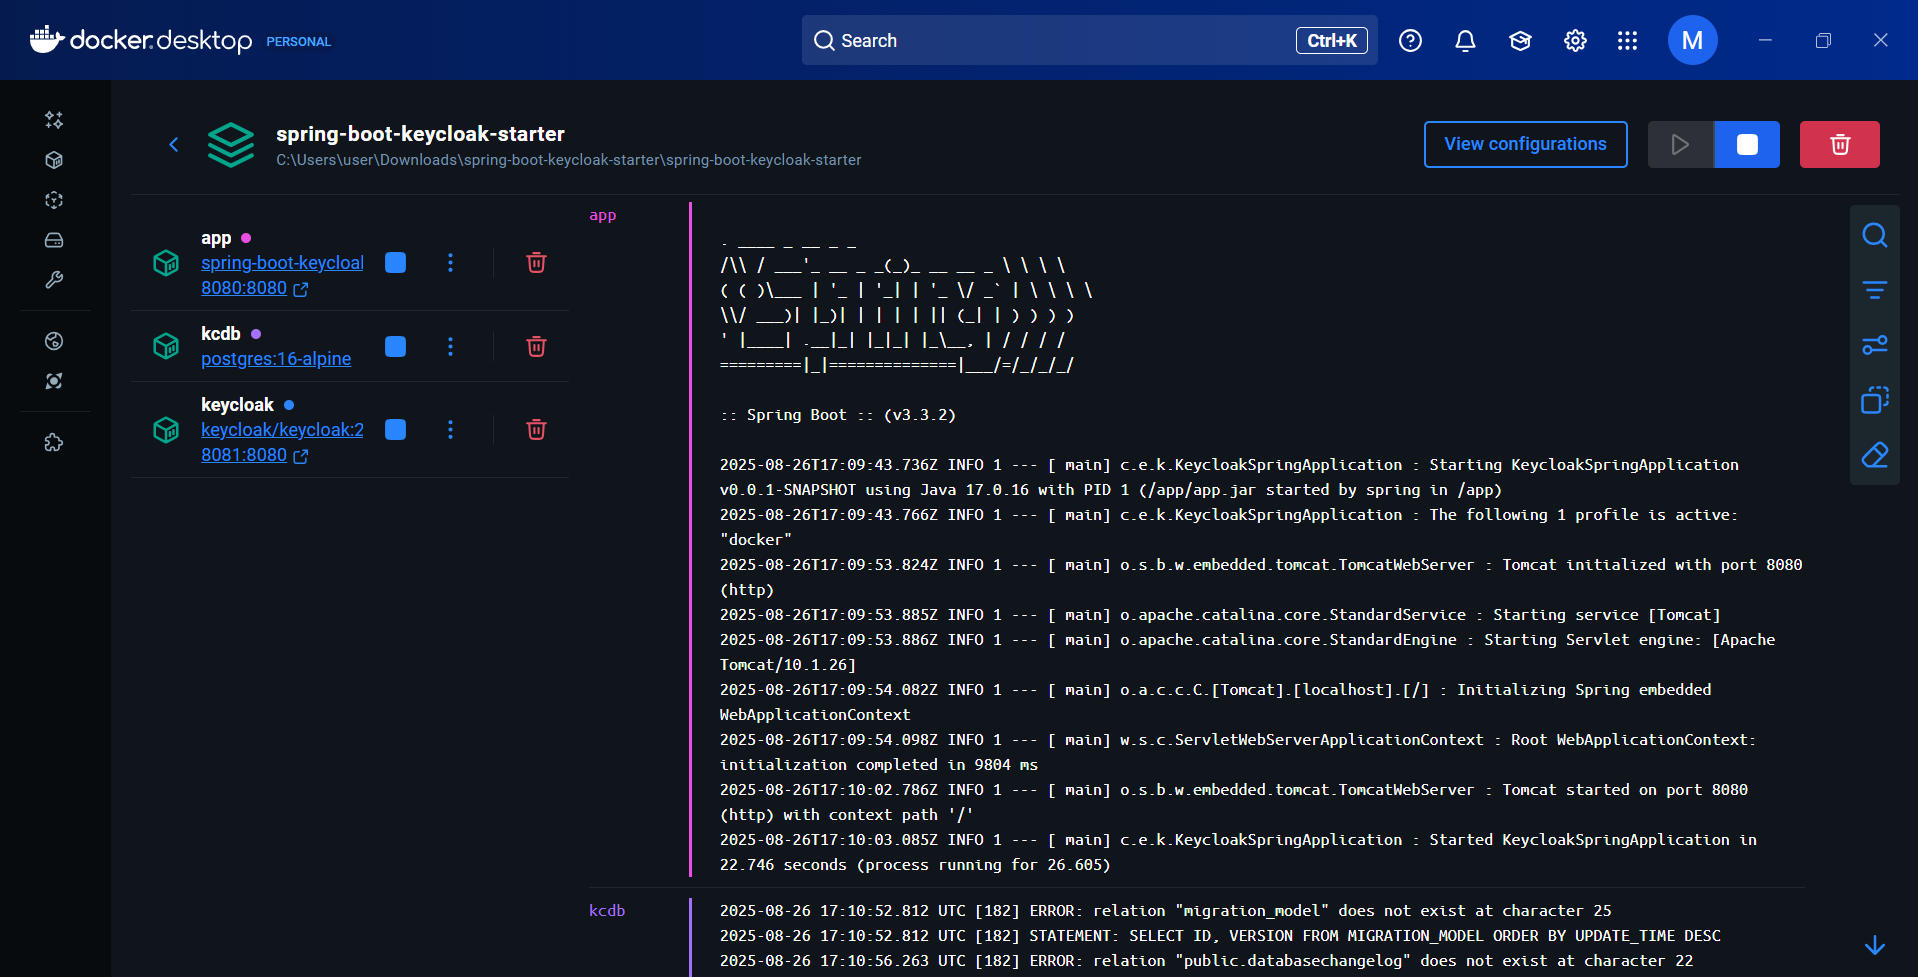 docker.desktop PERSONAL
Search
Ctrl+K
M
spring-boot-keycloak-starter
C:\Users\user\Downloads\spring-boot-keycloak-starter\spring-boot-keycloak-starter
View configurations
app
spring-boot-keycloal
8080:8080
kcdb
postgres:16-alpine
keycloak
keycloak/keycloak:2
8081:8080
app
. ____ _ __ _ _
/\\ / ___'_ __ _ _(_)_ __ __ _ \ \ \ \
( ( )\___ | '_ | '_| | '_ \/ _` | \ \ \ \
\\/ ___)| |_)| | | | | || (_| | ) ) ) )
' |____| .__|_| |_|_| |_\__, | / / / /
=========|_|==============|___/=/_/_/_/
:: Spring Boot :: (v3.3.2)
2025-08-26T17:09:43.736Z INFO 1 --- [ main] c.e.k.KeycloakSpringApplication : Starting KeycloakSpringApplication
v0.0.1-SNAPSHOT using Java 17.0.16 with PID 1 (/app/app.jar started by spring in /app)
2025-08-26T17:09:43.766Z INFO 1 --- [ main] c.e.k.KeycloakSpringApplication : The following 1 profile is active:
"docker"
2025-08-26T17:09:53.824Z INFO 1 --- [ main] o.s.b.w.embedded.tomcat.TomcatWebServer : Tomcat initialized with port 8080
(http)
2025-08-26T17:09:53.885Z INFO 1 --- [ main] o.apache.catalina.core.StandardService : Starting service [Tomcat]
2025-08-26T17:09:53.886Z INFO 1 --- [ main] o.apache.catalina.core.StandardEngine : Starting Servlet engine: [Apache
Tomcat/10.1.26]
2025-08-26T17:09:54.082Z INFO 1 --- [ main] o.a.c.c.C.[Tomcat].[localhost].[/] : Initializing Spring embedded
WebApplicationContext
2025-08-26T17:09:54.098Z INFO 1 --- [ main] w.s.c.ServletWebServerApplicationContext : Root WebApplicationContext:
initialization completed in 9804 ms
2025-08-26T17:10:02.786Z INFO 1 --- [ main] o.s.b.w.embedded.tomcat.TomcatWebServer : Tomcat started on port 8080
(http) with context path '/'
2025-08-26T17:10:03.085Z INFO 1 --- [ main] c.e.k.KeycloakSpringApplication : Started KeycloakSpringApplication in
22.746 seconds (process running for 26.605)
kcdb
2025-08-26 17:10:52.812 UTC [182] ERROR: relation "migration_model" does not exist at character 25
2025-08-26 17:10:52.812 UTC [182] STATEMENT: SELECT ID, VERSION FROM MIGRATION_MODEL ORDER BY UPDATE_TIME DESC
2025-08-26 17:10:56.263 UTC [182] ERROR: relation "public.databasechangelog" does not exist at character 22